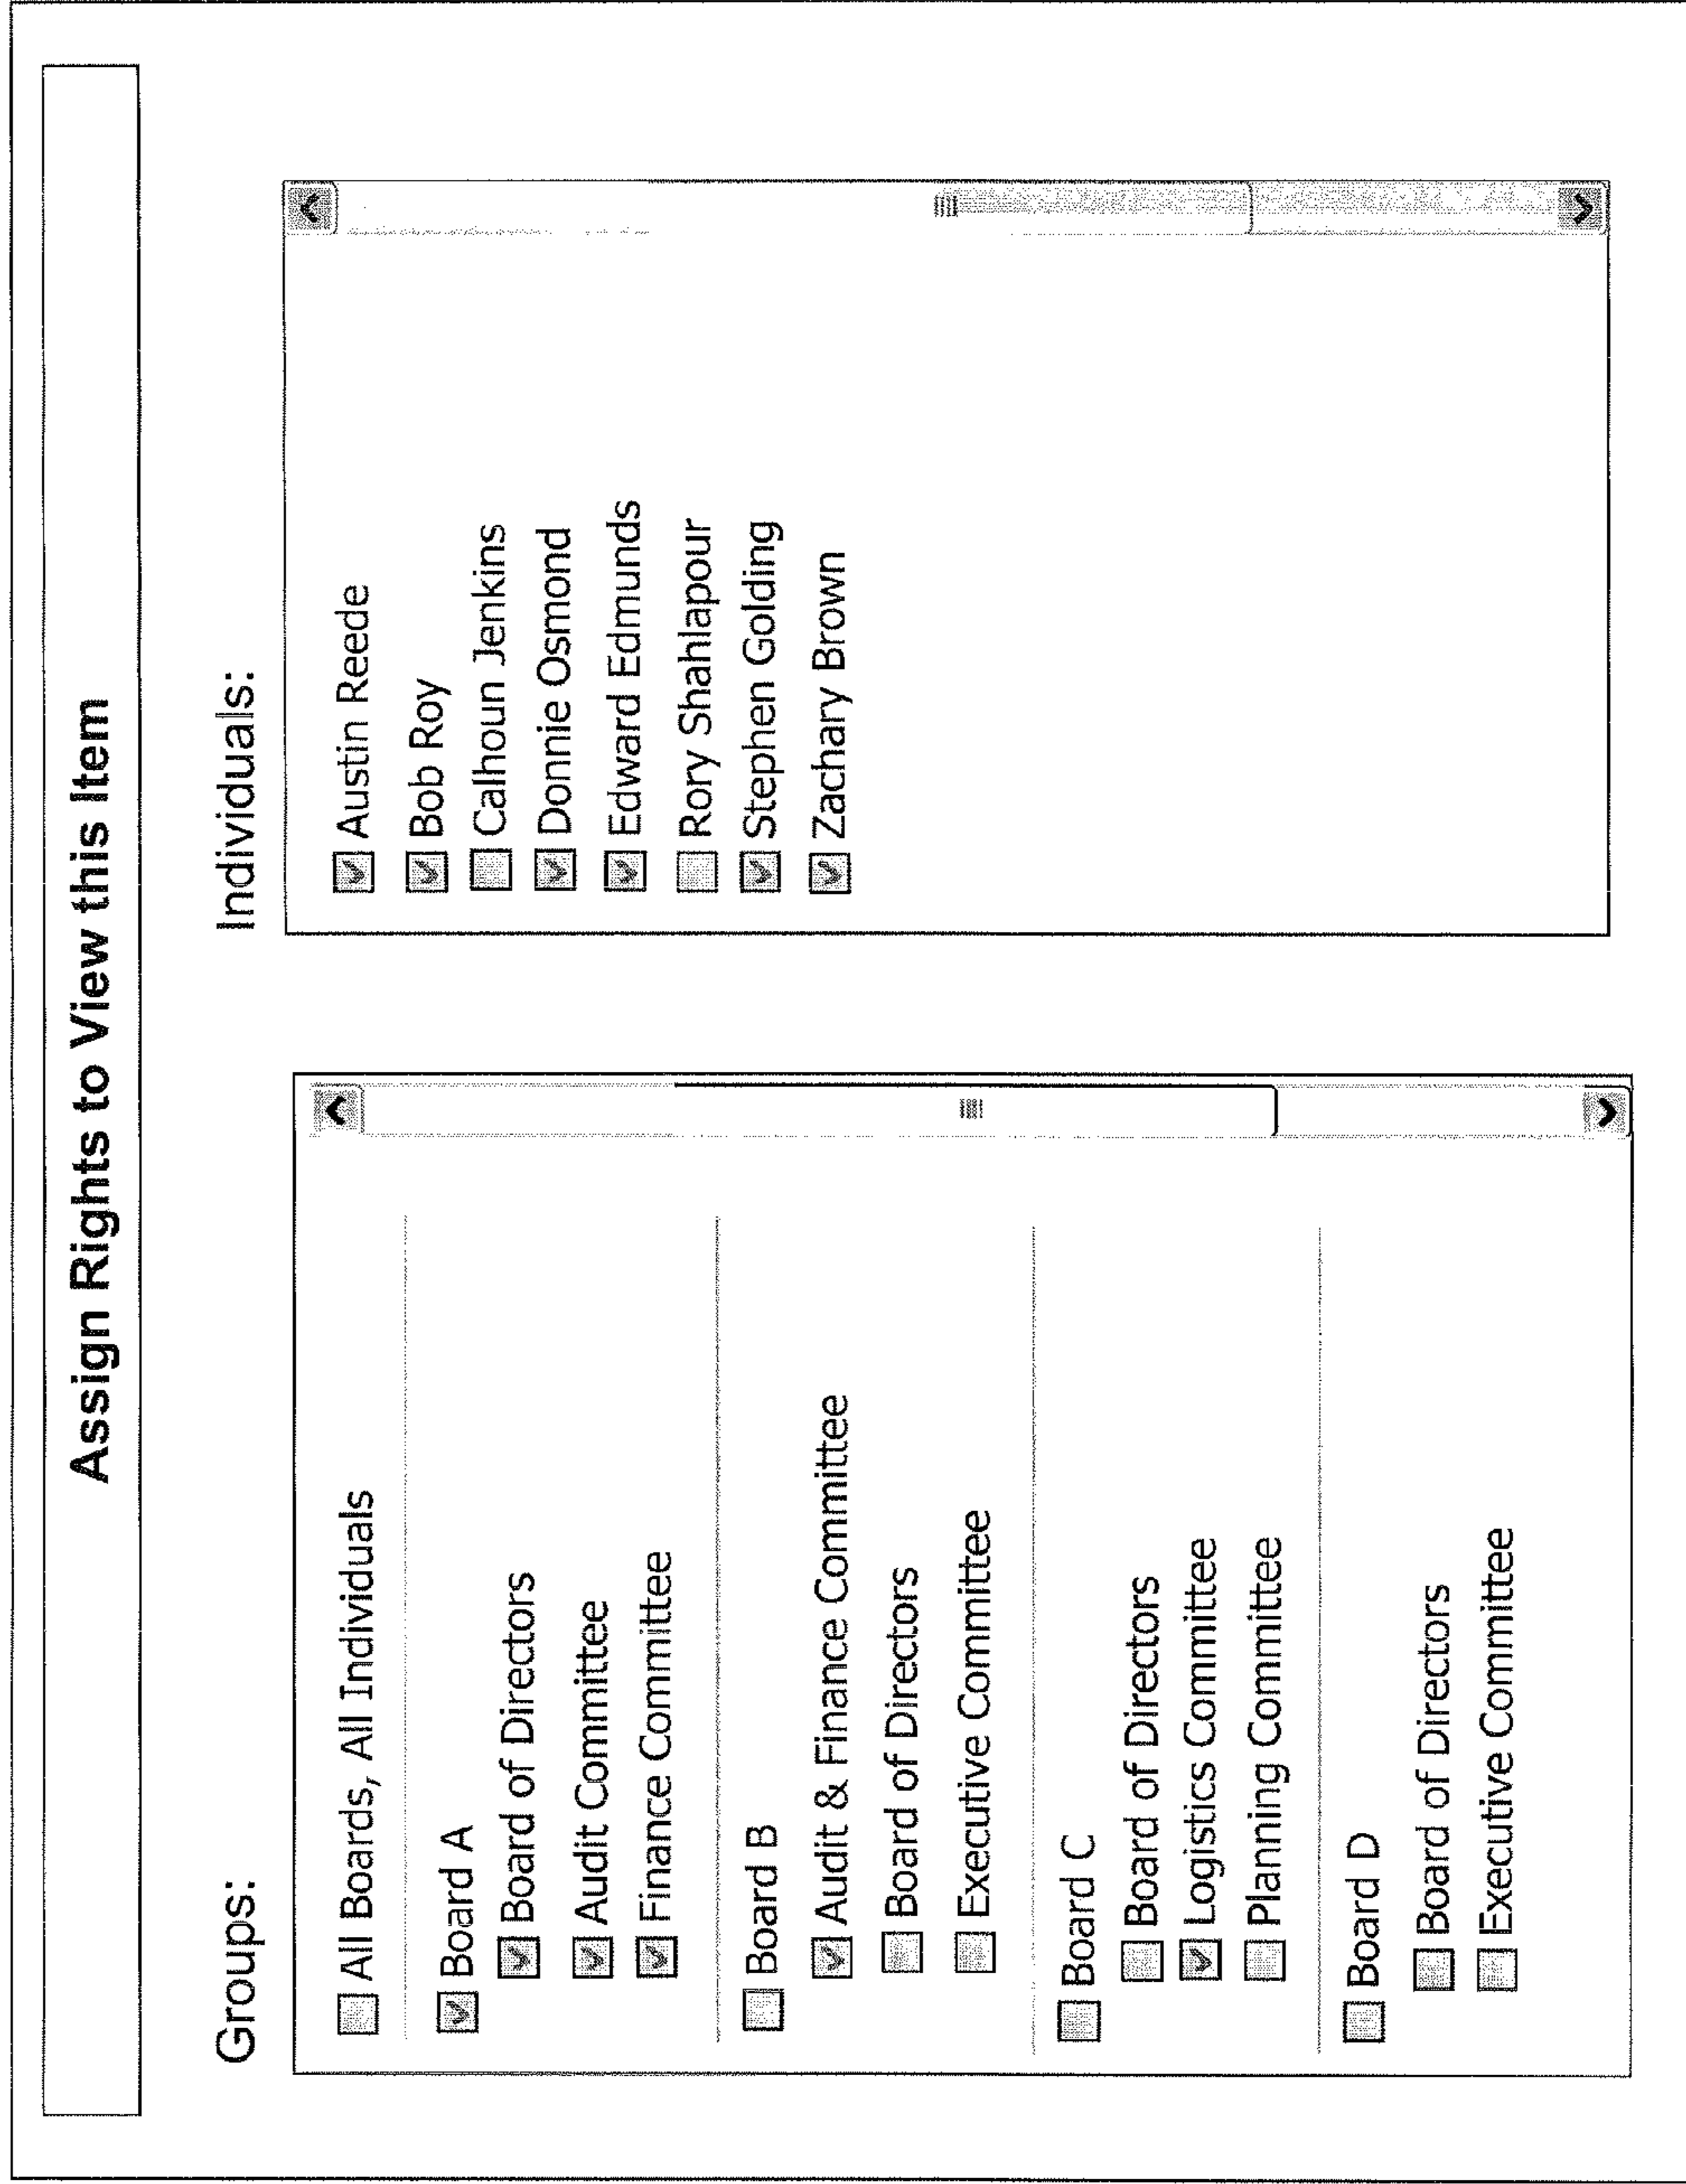 Assign Rights to View this Item
Groups:
All Boards, All Individuals
Board A
Board of Directors
Audit Committee
Finance Committee
Board B
Audit & Finance Committee
Board of Directors
Executive Committee
Board C
Board of Directors
Logistics Committee
Planning Committee
Board D
Board of Directors
Executive Committee
Individuals:
Austin Reede
Bob Roy
Calhoun Jenkins
Donnie Osmond
Edward Edmunds
Rory Shahlapour
Stephen Golding
Zachary Brown